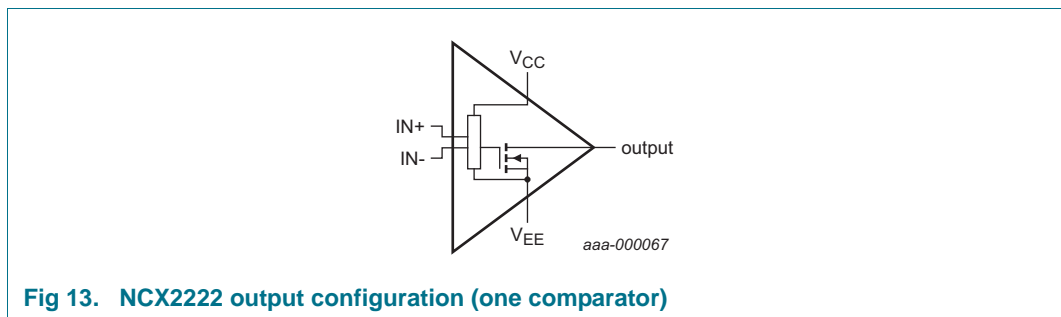 VCC
IN+
IN-
output
VEE
aaa-000067
Fig 13. NCX2222 output configuration (one comparator)